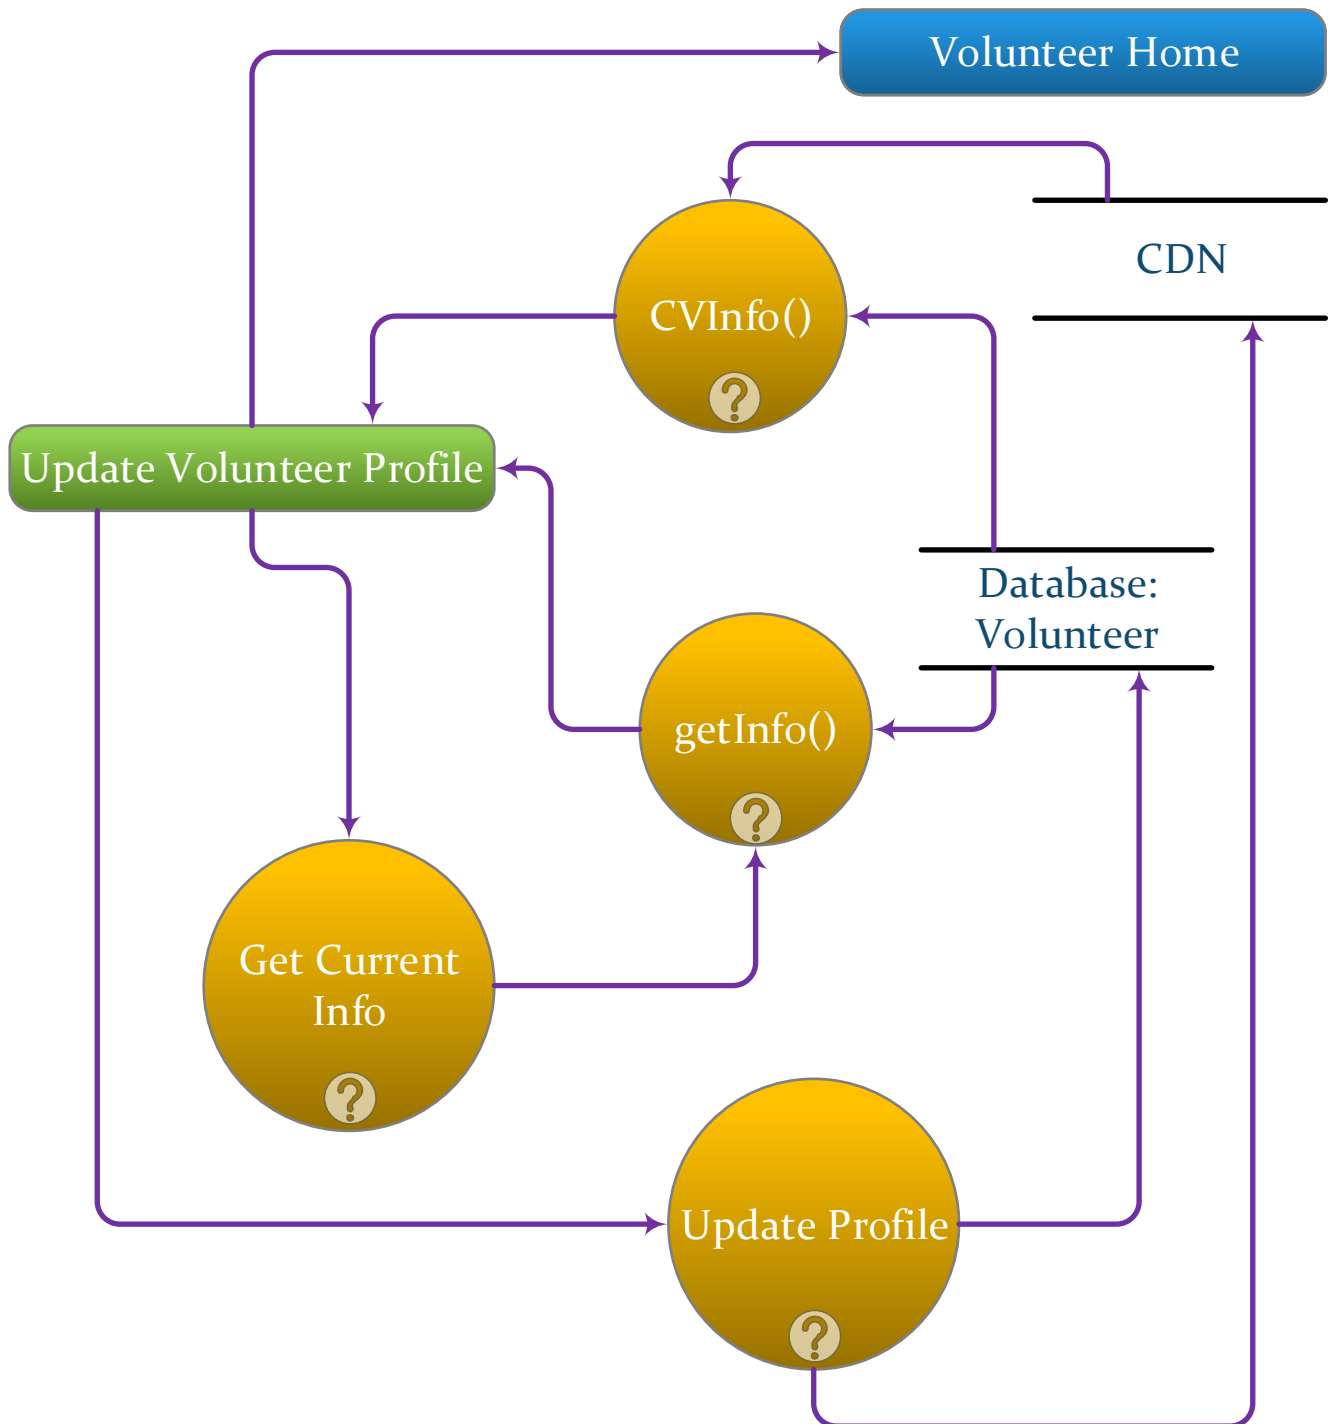 Volunteer Home
CDN
CVInfo()
?
Update Volunteer Profile
Database:
Volunteer
getInfo()
?
Get Current
Info
?
Update Profile
?